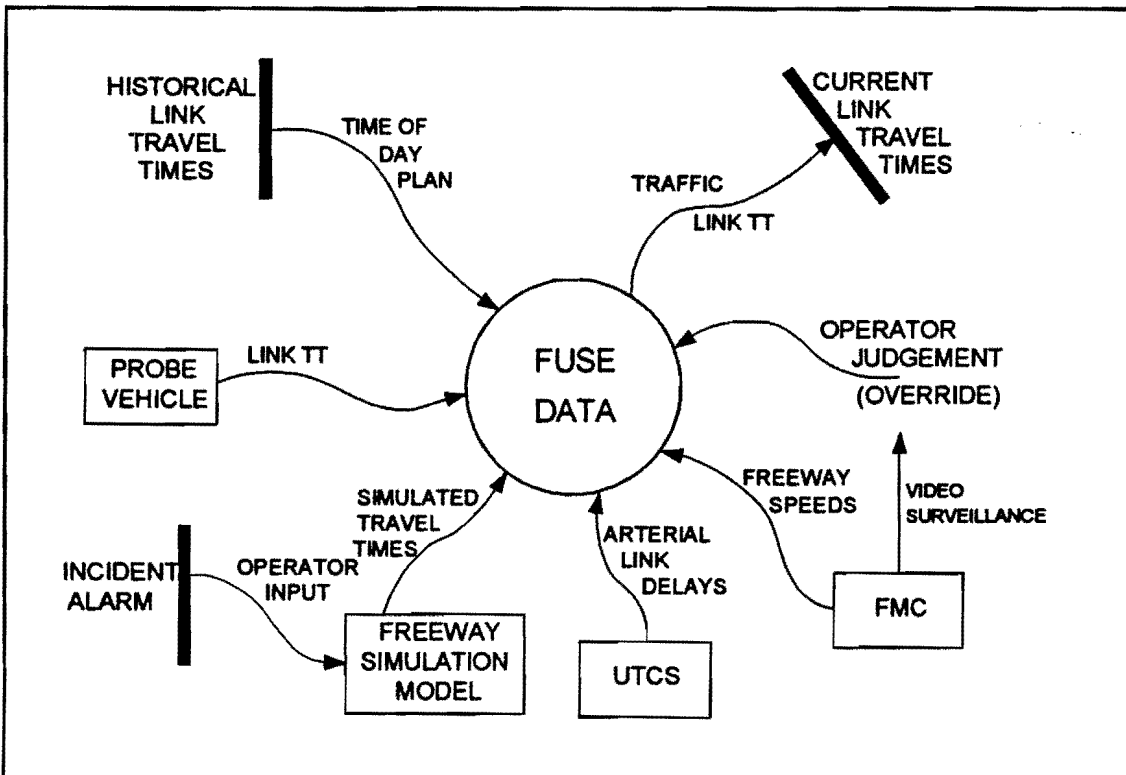 HISTORICAL
LINK
TRAVEL
TIMES
TIME OF
DAY
PLAN
CURRENT
LINK
TRAVEL
TIMES
TRAFFIC
LINK TT
PROBE
VEHICLE
LINK TT
FUSE
DATA
OPERATOR
JUDGEMENT
(OVERRIDE)
INCIDENT
ALARM
OPERATOR
INPUT
SIMULATED
TRAVEL
TIMES
FREEWAY
SIMULATION
MODEL
ARTERIAL
LINK
DELAYS
UTCS
FREEWAY
SPEEDS
VIDEO
SURVEILLANCE
FMC